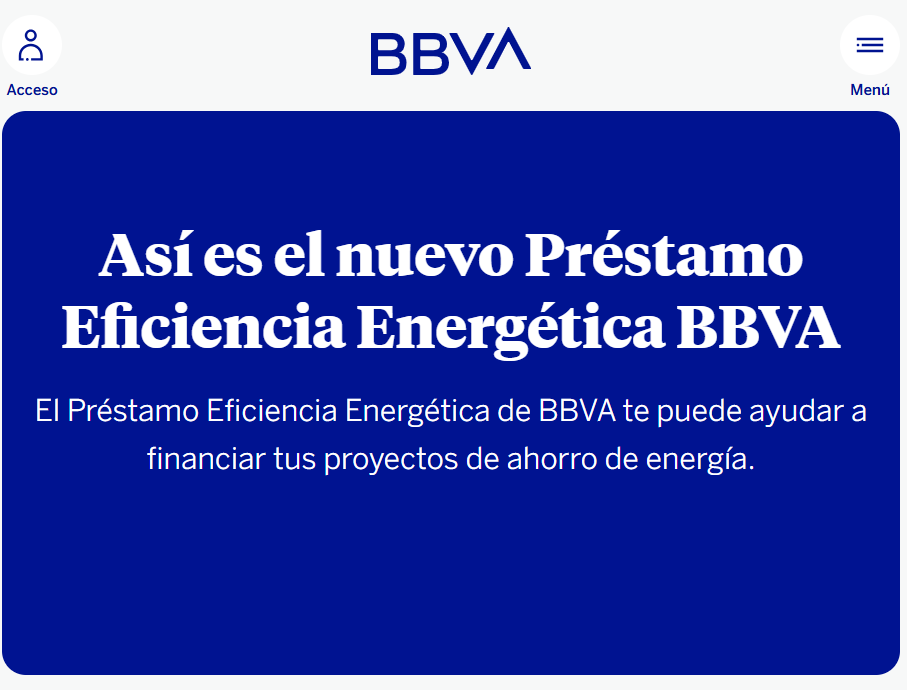 BBVA
Acceso
Menú
Así es el nuevo Préstamo
Eficiencia Energética BBVA
El Préstamo Eficiencia Energética de BBVA te puede ayudar a
financiar tus proyectos de ahorro de energía.